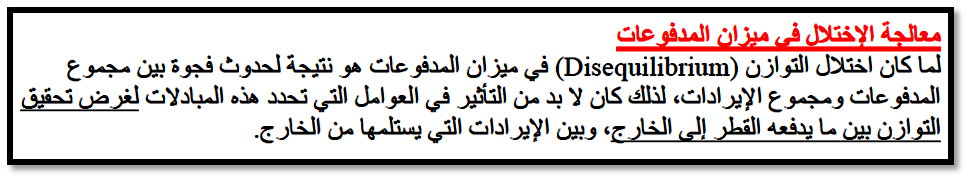 معالجة الإختلال في ميزان المدفوعات
لما كان اختلال التوازن (Disequilibrium) في ميزان المدفوعات هو نتيجة لحدوث فجوة بين مجموع
المدفوعات ومجموع الإيرادات، لذلك كان لا بد من التأثير في العوامل التي تحدد هذه المبادلات لغرض تحقيق
التوازن بين ما يدفعه القطر إلى الخارج، وبين الإيرادات التي يستلمها من الخارج.